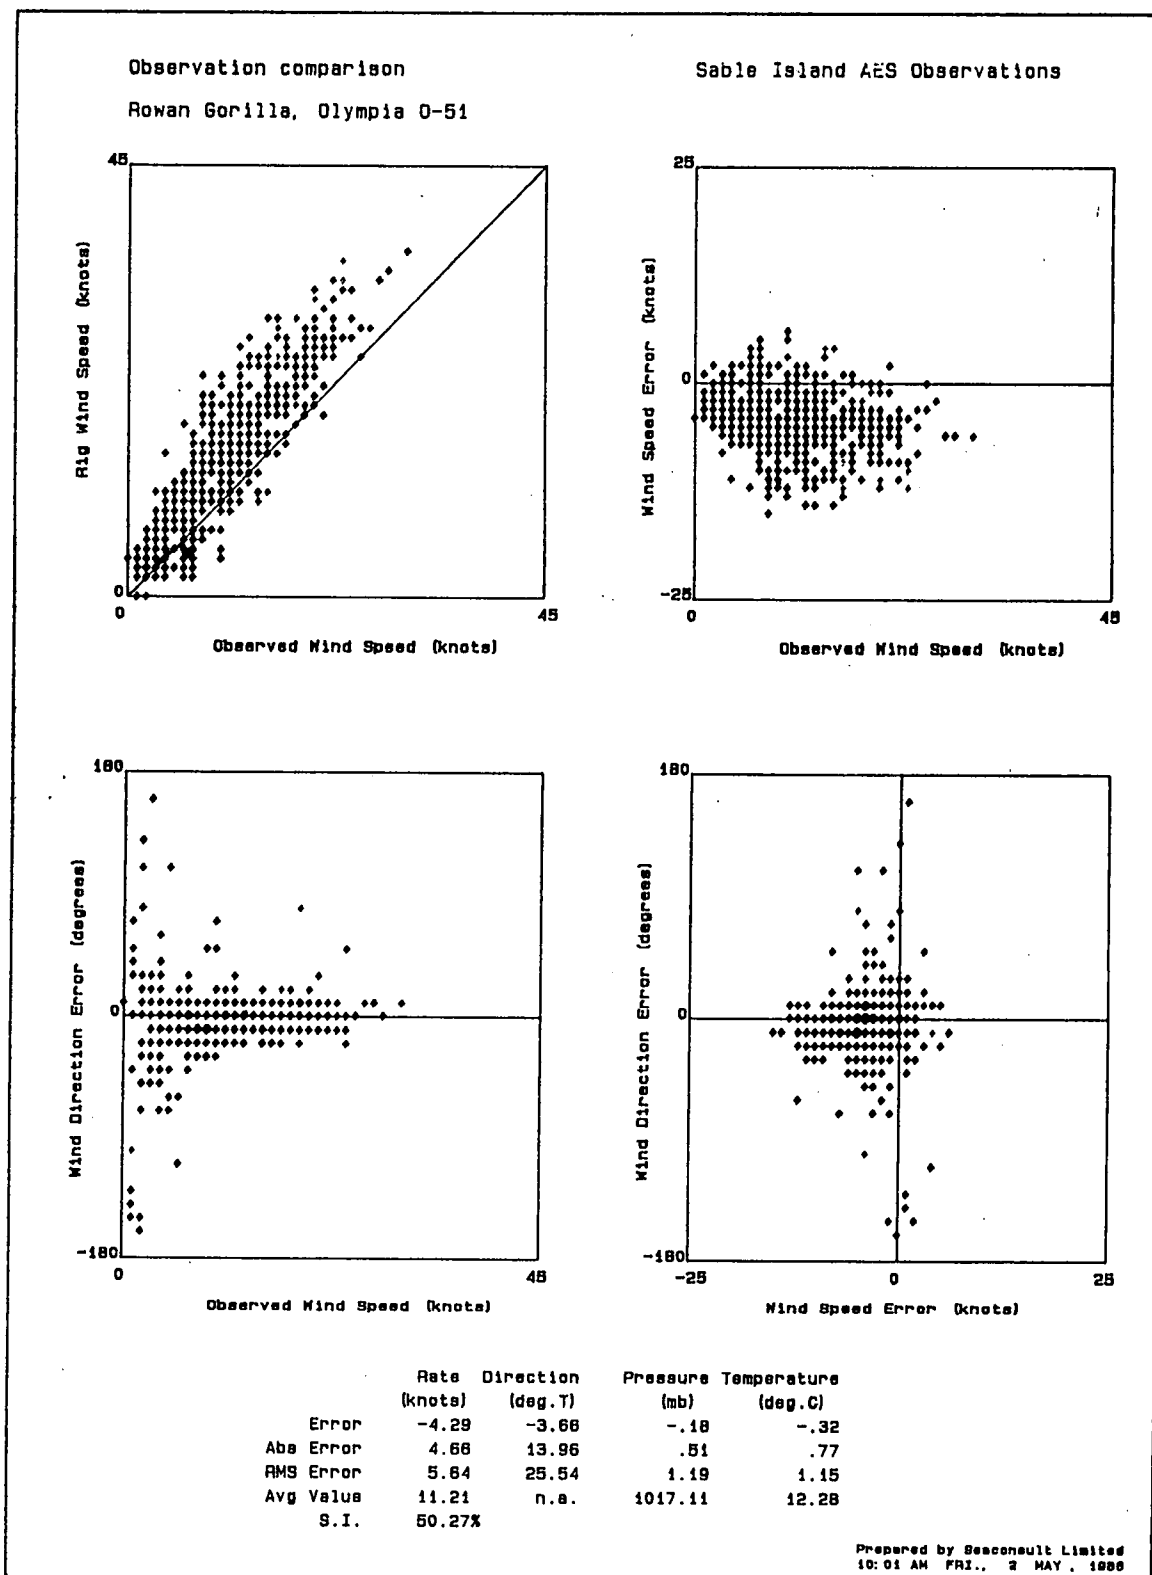 Observation comparison
Rowan Gorilla, Olympia O-51
Sable Island AES Observations
45
Rig Wind Speed (knots)
0
0
45
Observed Wind Speed (knots)
25
Wind Speed Error (knots)
0
-25
0
45
Observed Wind Speed (knots)
180
Wind Direction Error (degrees)
0
-180
0
45
Observed Wind Speed (knots)
180
Wind Direction Error (degrees)
0
-180
-25
0
25
Wind Speed Error (knots)
Rate Direction Pressure Temperature
(knots) (deg.T) (mb) (deg.C)
Error -4.29 -3.66 -.18 -.32
Abs Error 4.66 13.96 .51 .77
RMS Error 5.64 25.54 1.19 1.15
Avg Value 11.21 n.a. 1017.11 12.28
S.I. 50.27%
Prepared by Seaconsult Limited
10:01 AM FRI., 2 MAY, 1986